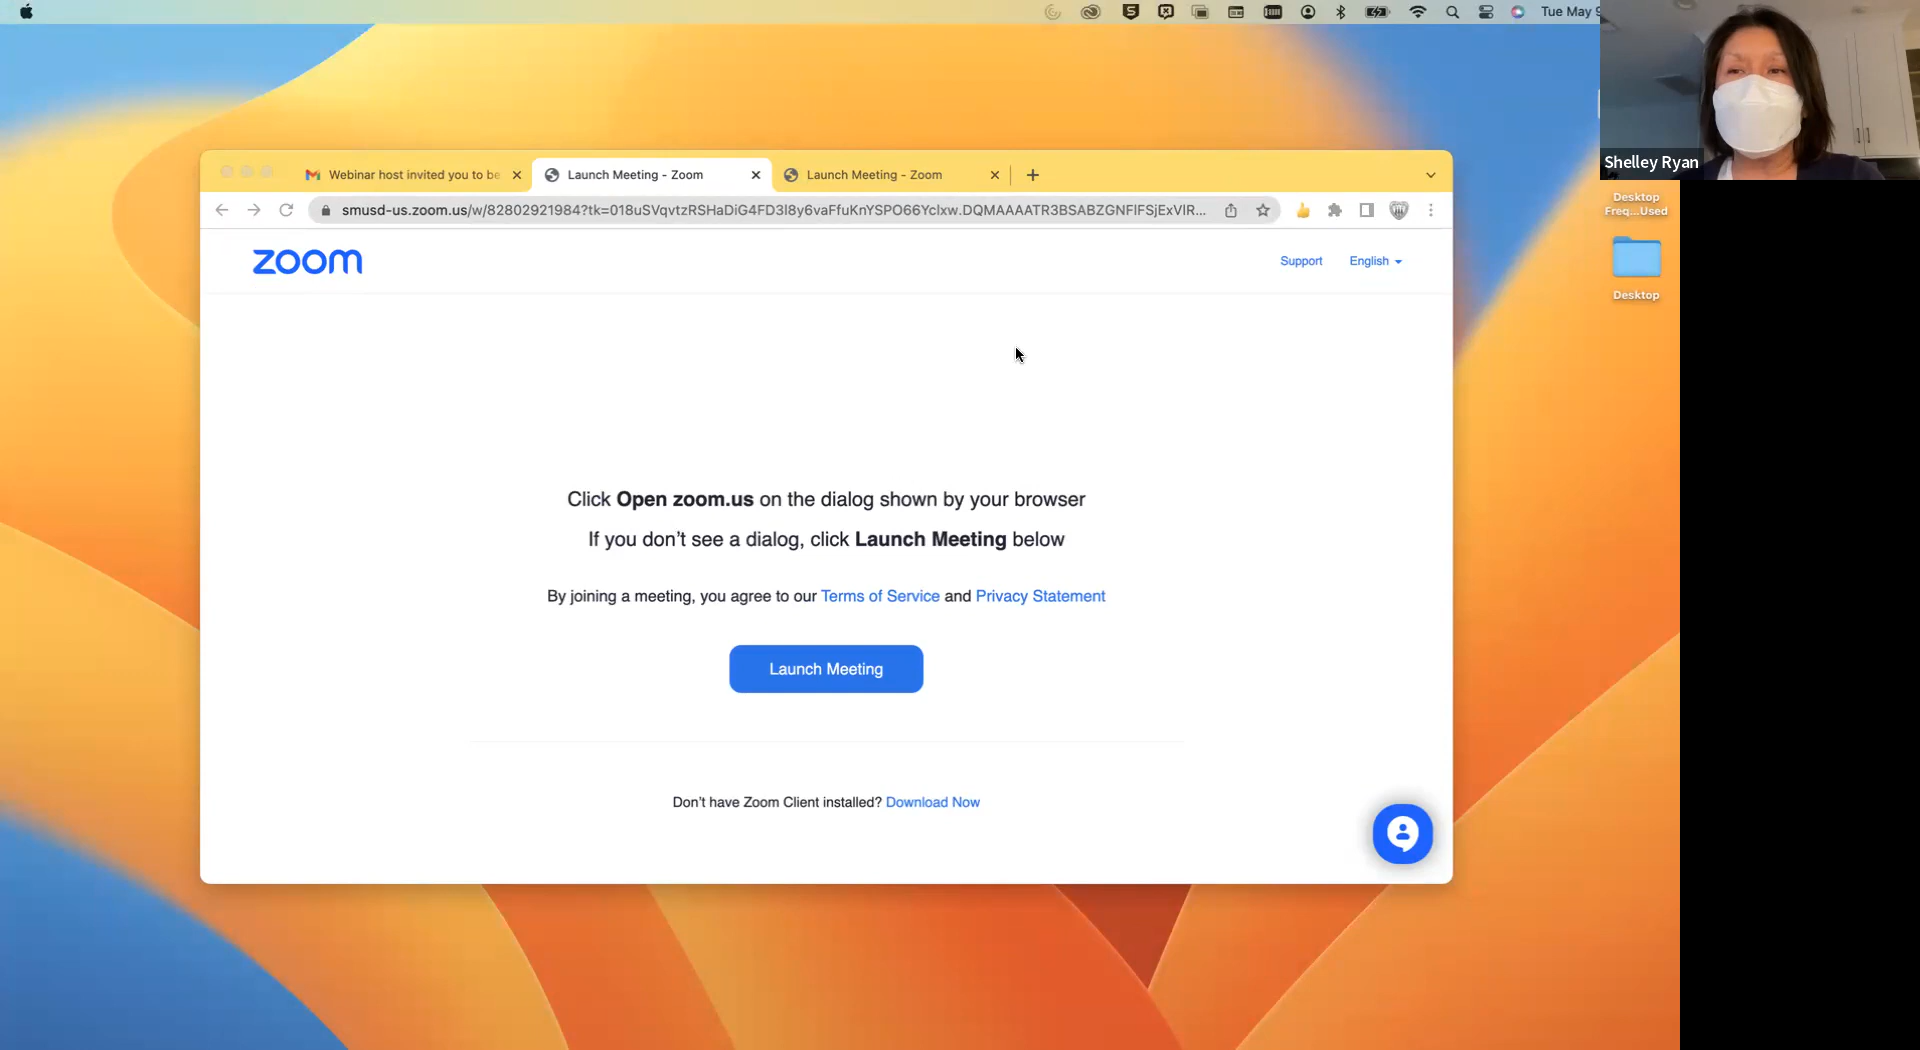 Tue May 9
Shelley Ryan
Webinar host invited you to be
Launch Meeting - Zoom
Launch Meeting - Zoom
smusd-us.zoom.us/w/82802921984?tk=018uSVqvtzRSHaDiG4FD3I8y6vaFfuKnYSPO66Yclxw.DQMAAAATR3BSABZGNFlFSjExVlR...
Desktop
Freq...Used
zoom
Support
English
Desktop
Click Open zoom.us on the dialog shown by your browser
If you don't see a dialog, click Launch Meeting below
By joining a meeting, you agree to our Terms of Service and Privacy Statement
Launch Meeting
Don't have Zoom Client installed? Download Now